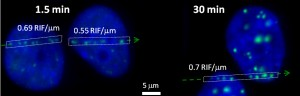 1.5 min
30 min
0.69 RIF/µm
0.55 RIF/µm
0.7 RIF/µm
5 µm